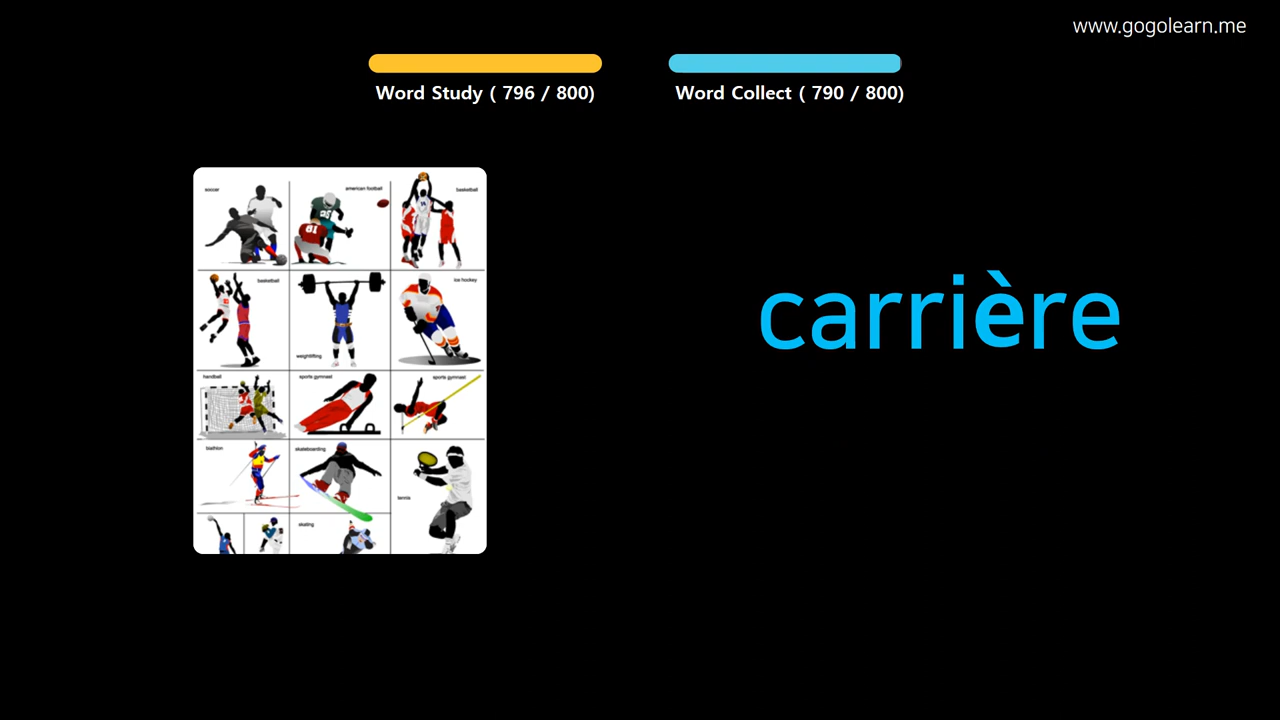 www.gogolearn.me
Word Study ( 796 / 800)
Word Collect ( 790 / 800)
soccer
american football
basketball
basketball
weightlifting
ice hockey
handball
sports gymnast
sports gymnast
biathlon
skateboarding
tennis
skating
carrière